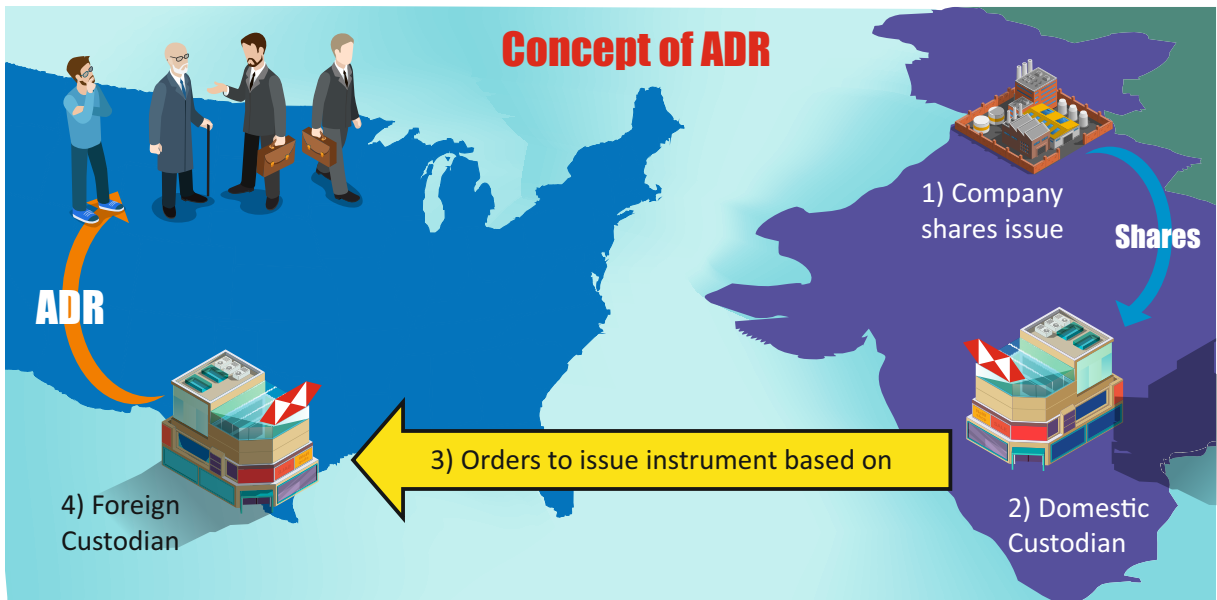 Concept of ADR
1) Company
shares issue
Shares
ADR
3) Orders to issue instrument based on
4) Foreign
Custodian
2) Domestic
Custodian